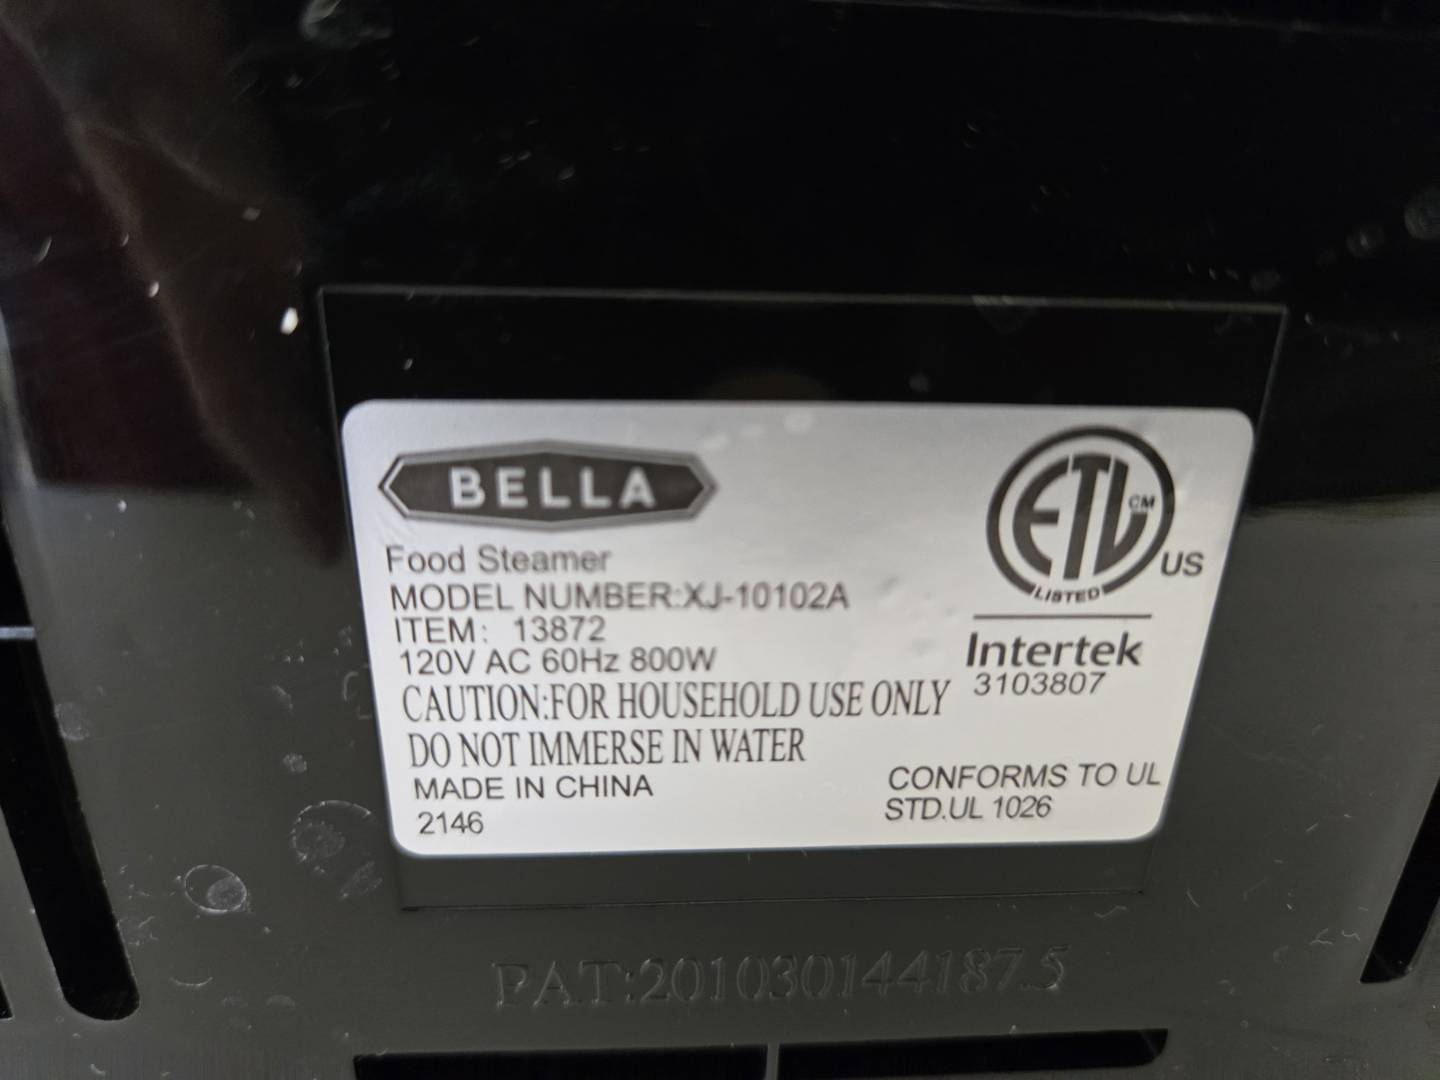 BELLA
Food Steamer
MODEL NUMBER:XJ-10102A
ITEM: 13872
120V AC 60Hz 800W
CAUTION:FOR HOUSEHOLD USE ONLY
DO NOT IMMERSE IN WATER
MADE IN CHINA
2146
ETL CM
US
LISTED
Intertek
3103807
CONFORMS TO UL
STD.UL 1026
PAT:201030144187.5